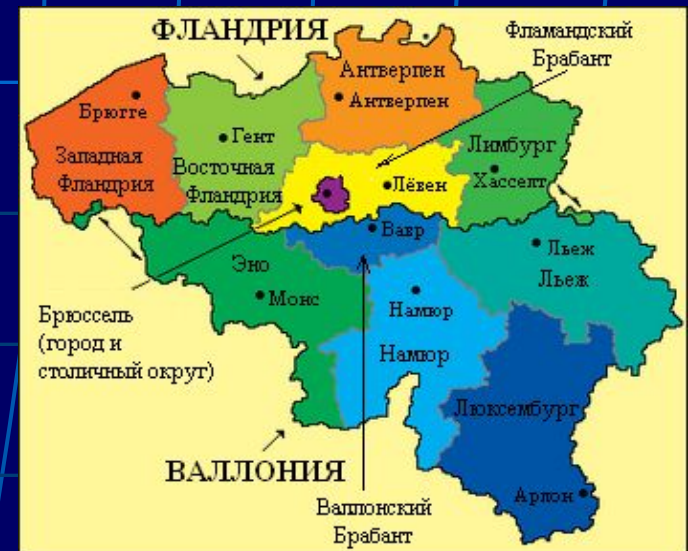 ФЛАНДРИЯ
Фламандский
Брабант
Антверпен
Антверпен
Брюгге
Гент
Лимбург
Западная
Фландрия
Восточная
Фландрия
Лёвен
Хасселт
Вавр
Эно
Льеж
Льеж
Монс
Намюр
Намюр
Брюссель
(город и
столичный округ)
Люксембург
ВАЛЛОНИЯ
Арлон
Валлонский
Брабант